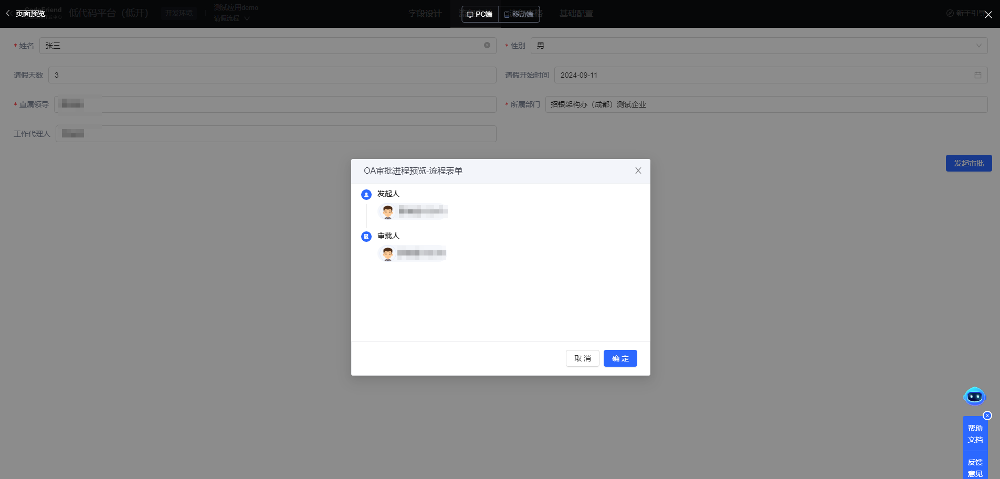 页面预览
CodeFriend
低代码平台（低开）
开发环境
测试应用demo
请假流程
字段设计
PC端
移动端
基础配置
新手引导
* 姓名
张三
* 性别
男
请假天数
3
请假开始时间
2024-09-11
* 直属领导
* 所属部门
招银架构办（成都）测试企业
工作代理人
发起审批
OA审批进程预览-流程表单
发起人
审批人
取 消
确 定
帮助
文档
反馈
意见